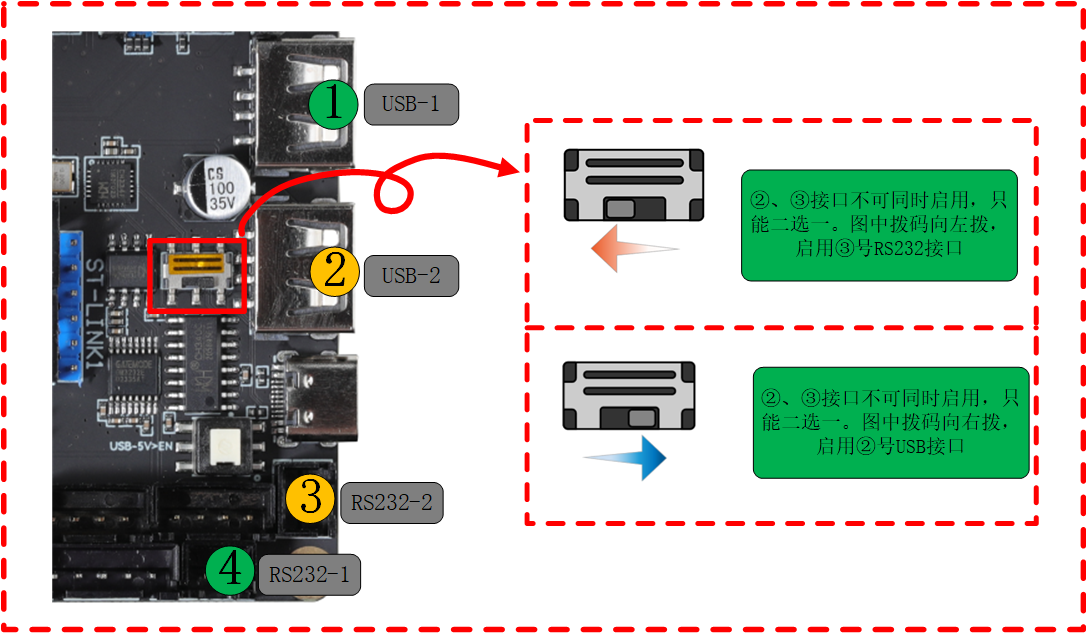 ① USB-1
CS
100
35V
② USB-2
ST-LINK1
USB-5V>EN
③ RS232-2
④ RS232-1
②、③接口不可同时启用，只
能二选一。图中拨码向左拨，
启用③号RS232接口
②、③接口不可同时启用，只
能二选一。图中拨码向右拨，
启用②号USB接口